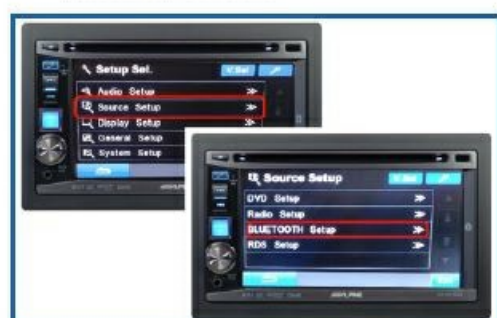 Setup Sel.
V.Sel
Audio Setup
Source Setup
Display Setup
General Setup
System Setup
ALPINE
Source Setup
V.Sel
DVD Setup
Radio Setup
BLUETOOTH Setup
RDS Setup
ALPINE